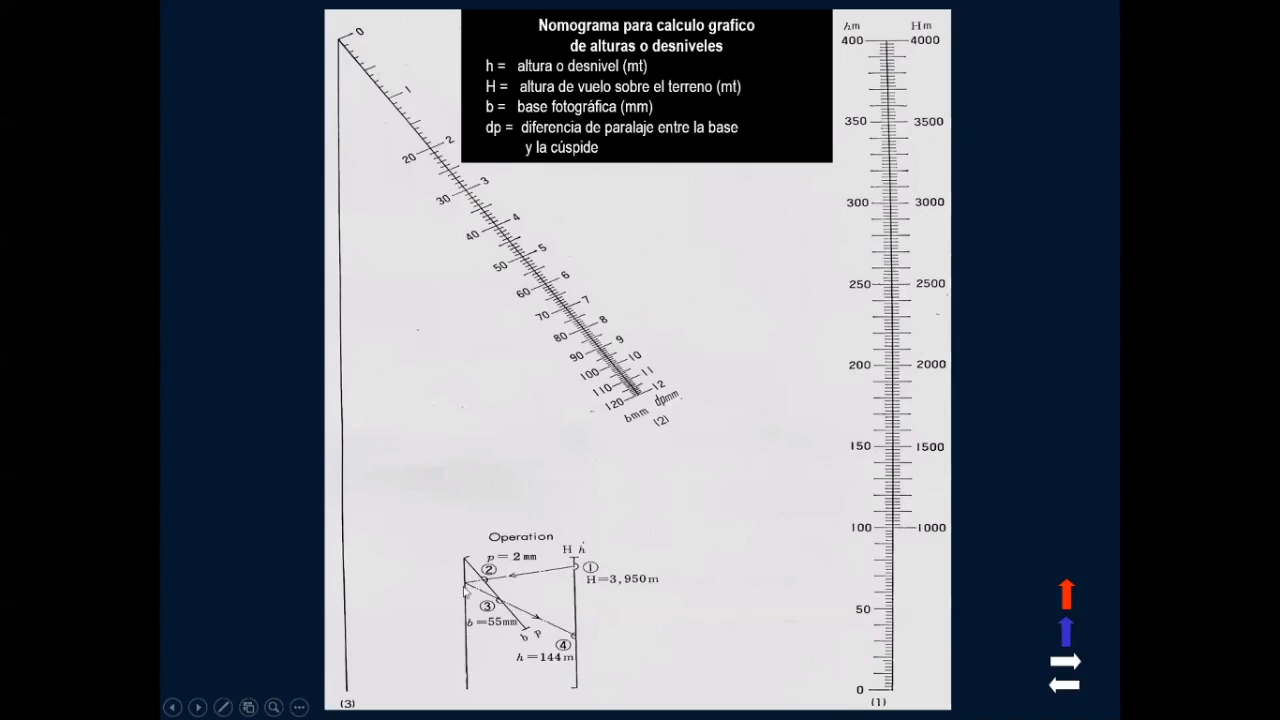 Nomograma para calculo grafico
de alturas o desniveles
h = altura o desnivel (mt)
H = altura de vuelo sobre el terreno (mt)
b = base fotográfica (mm)
dp = diferencia de paralaje entre la base
y la cúspide
0
1
2
20
3
30
4
40
5
50
6
60
7
70
8
80
9
90
10
100
11
110
12
120
bmm dpmm
(2)
hm Hm
400 4000
350 3500
300 3000
250 2500
200 2000
150 1500
100 1000
50
0
(1)
(3)
Operation
p = 2 mm
H h
②
①
H=3,950m
③
b=55mm
b p
④
h=144m